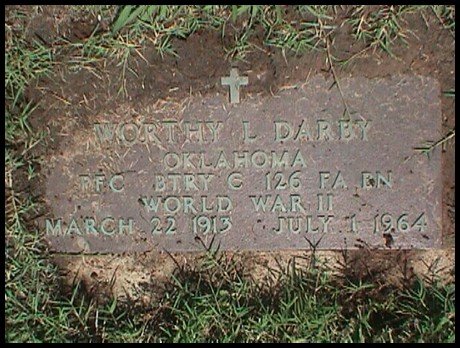 WORTHY L DARBY
OKLAHOMA
PFC BTRY C 126 FA BN
WORLD WAR II
MARCH 22 1913 JULY 1 1964